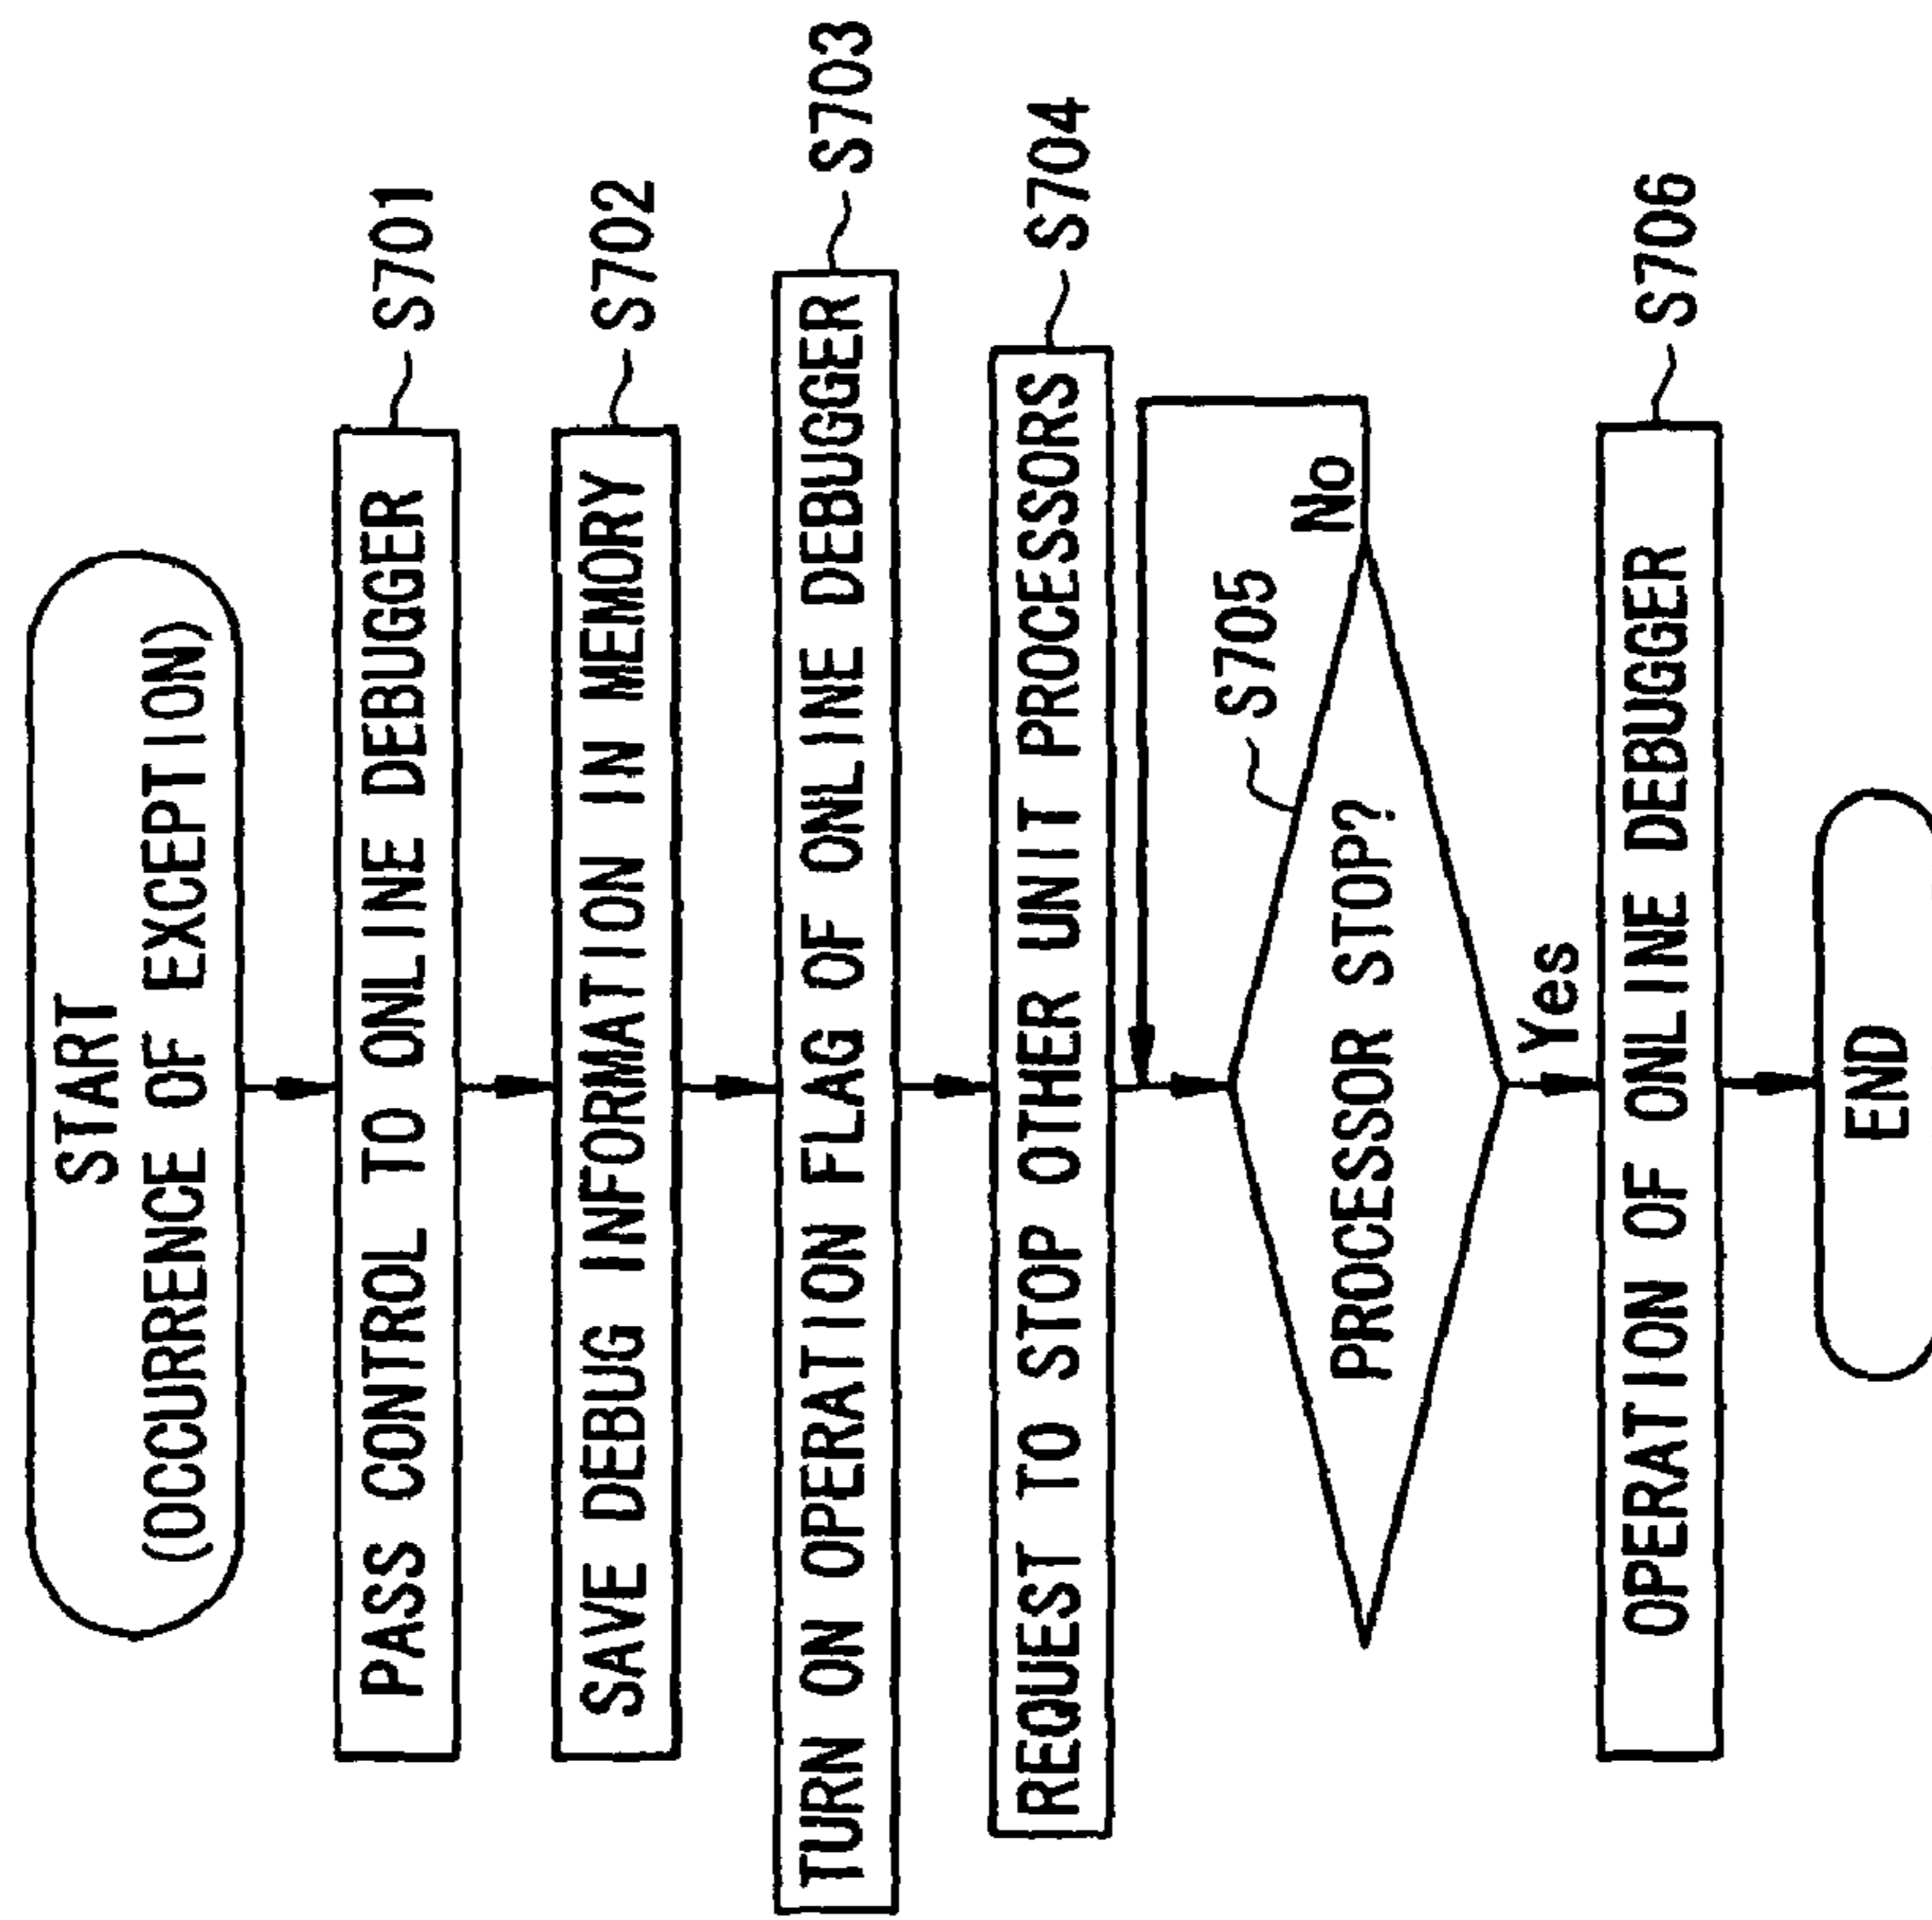 START
(OCCURRENCE OF EXCEPTION)
PASS CONTROL TO ONLINE DEBUGGER
S701
SAVE DEBUG INFORMATION IN MEMORY
S702
TURN ON OPERATION FLAG OF ONLINE DEBUGGER
S703
REQUEST TO STOP OTHER UNIT PROCESSORS
S704
S705
PROCESSOR STOP?
No
Yes
OPERATION OF ONLINE DEBUGGER
S706
END